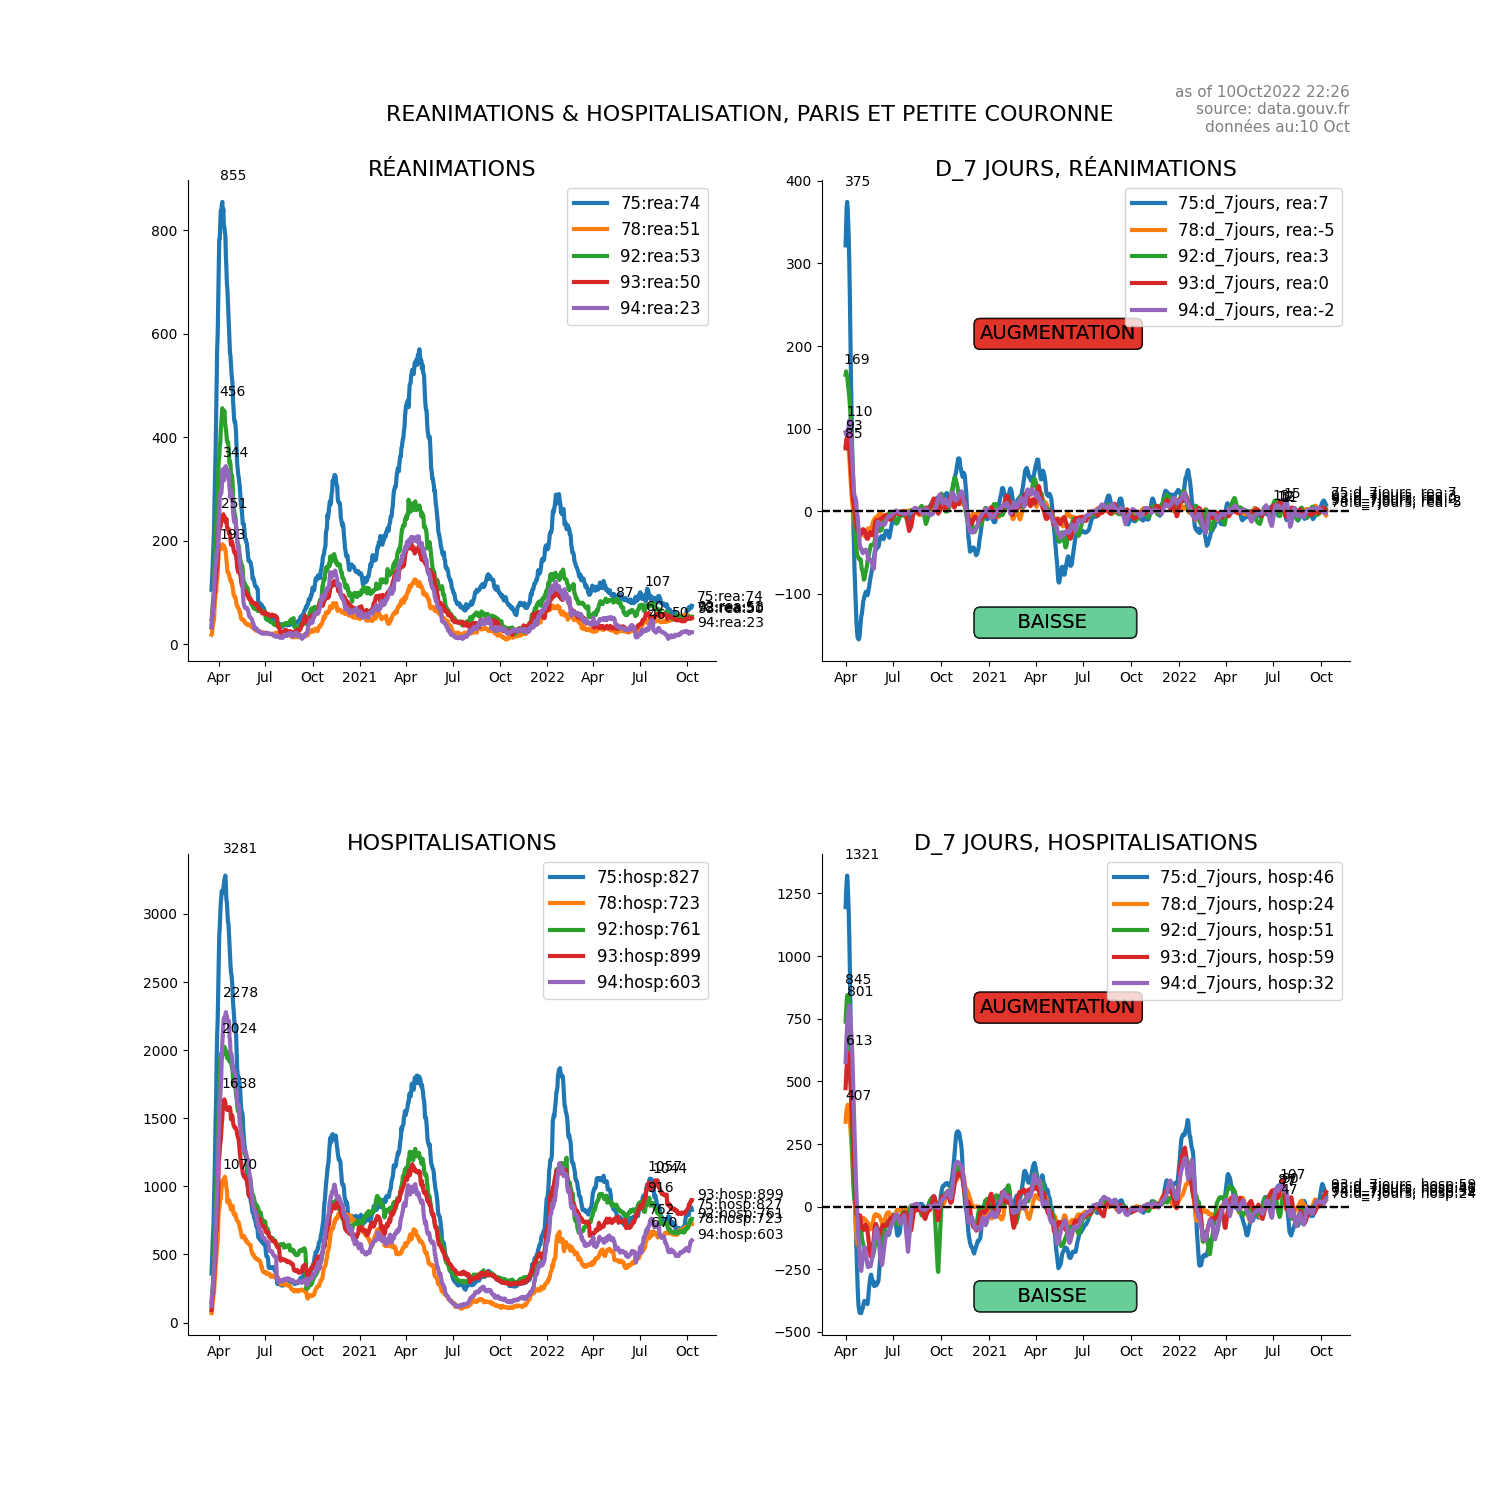 as of 10Oct2022 22:26
source: data.gouv.fr
données au:10 Oct
REANIMATIONS & HOSPITALISATION, PARIS ET PETITE COURONNE
RÉANIMATIONS
855
456
344
251
193
107
87
60
46
50
75:rea:74
94:rea:23
75:rea:74
78:rea:51
92:rea:53
93:rea:50
94:rea:23
800
600
400
200
0
Apr Jul Oct 2021 Apr Jul Oct 2022 Apr Jul Oct
D_7 JOURS, RÉANIMATIONS
375
169
110
93
85
15
75:d_7jours, rea:7
78:d_7jours, rea:-5
92:d_7jours, rea:3
93:d_7jours, rea:0
94:d_7jours, rea:-2
AUGMENTATION
BAISSE
400
300
200
100
0
−100
Apr Jul Oct 2021 Apr Jul Oct 2022 Apr Jul Oct
HOSPITALISATIONS
3281
2278
2024
1638
1070
1057
1044
916
762
670
93:hosp:899
75:hosp:827
92:hosp:761
78:hosp:723
94:hosp:603
75:hosp:827
78:hosp:723
92:hosp:761
93:hosp:899
94:hosp:603
3000
2500
2000
1500
1000
500
0
Apr Jul Oct 2021 Apr Jul Oct 2022 Apr Jul Oct
D_7 JOURS, HOSPITALISATIONS
1321
845
801
613
407
107
47
75:d_7jours, hosp:46
78:d_7jours, hosp:24
92:d_7jours, hosp:51
93:d_7jours, hosp:59
94:d_7jours, hosp:32
AUGMENTATION
BAISSE
1250
1000
750
500
250
0
−250
−500
Apr Jul Oct 2021 Apr Jul Oct 2022 Apr Jul Oct